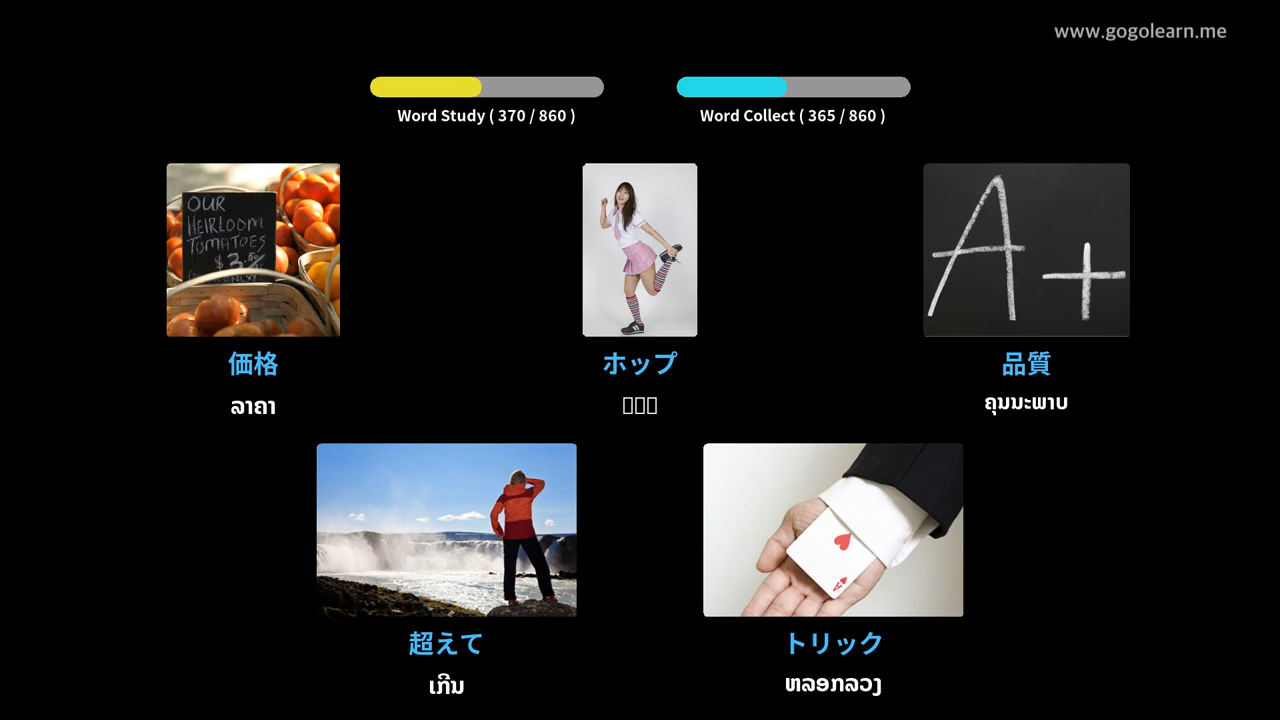 www.gogolearn.me
Word Study ( 370 / 860 )
Word Collect ( 365 / 860 )
OUR
HEIRLOOM
TOMATOES
A+
価格
ホップ
品質
ລາຄາ
ຄຸນນະພາບ
A
超えて
トリック
ເກີນ
ຫລອກລວງ